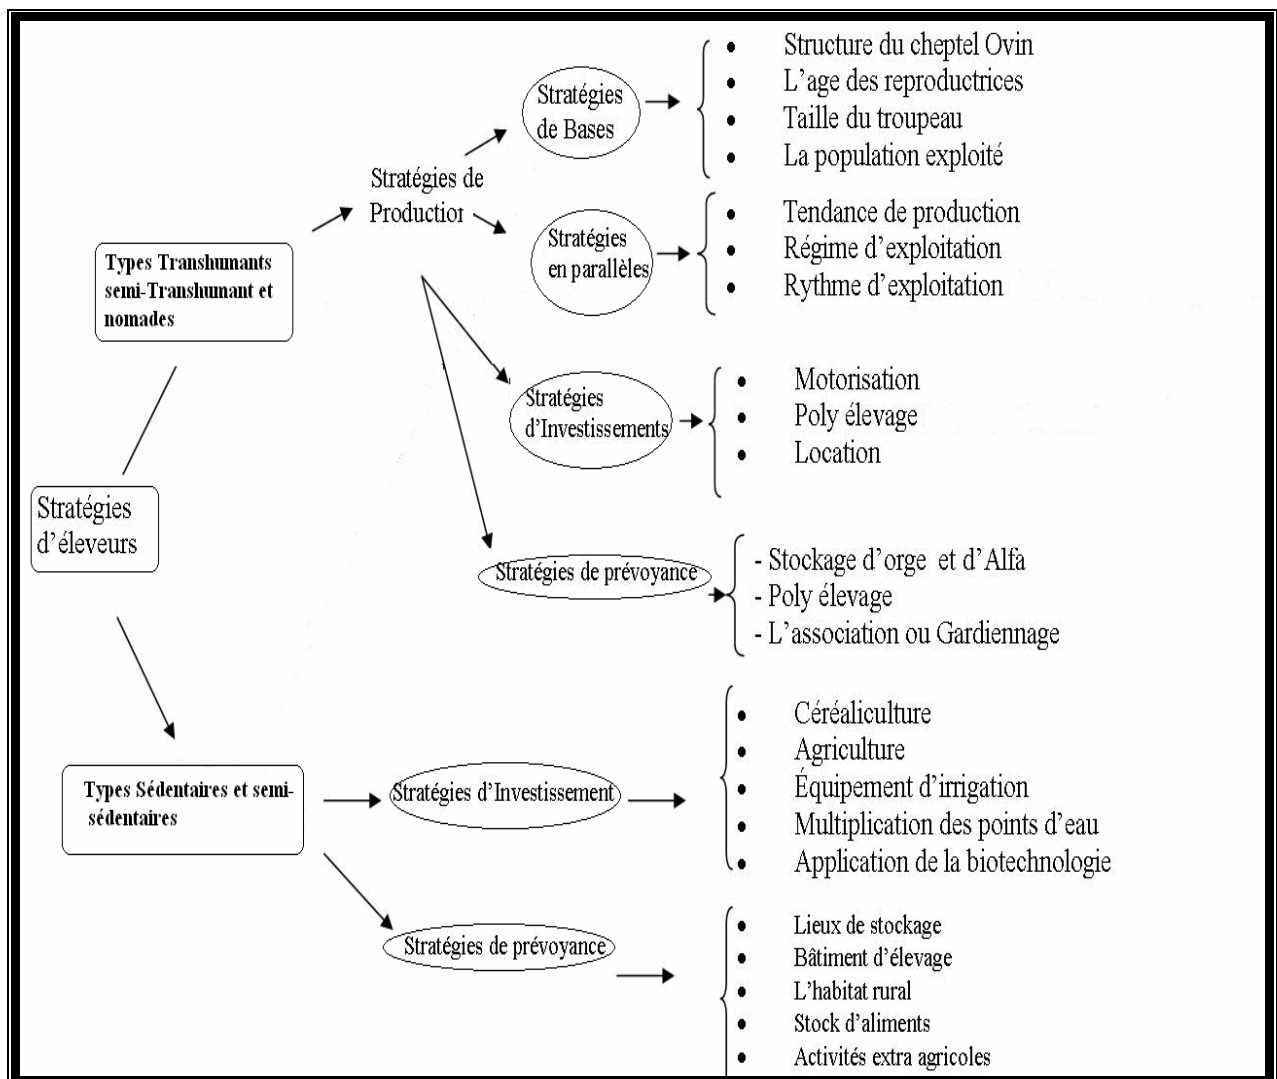 Stratégies
d'éleveurs
Types Transhumants
semi-Transhumant et
nomades
Stratégies de
Production
Stratégies
de Bases
• Structure du cheptel Ovin
• L'age des reproductrices
• Taille du troupeau
• La population exploité
Stratégies
en parallèles
• Tendance de production
• Régime d'exploitation
• Rythme d'exploitation
Stratégies
d'Investissements
• Motorisation
• Poly élevage
• Location
Stratégies de prévoyance
- Stockage d'orge et d'Alfa
- Poly élevage
- L'association ou Gardiennage
Types Sédentaires et semi-
sédentaires
Stratégies d'Investissement
• Céréaliculture
• Agriculture
• Équipement d'irrigation
• Multiplication des points d'eau
• Application de la biotechnologie
Stratégies de prévoyance
• Lieux de stockage
• Bâtiment d'élevage
• L'habitat rural
• Stock d'aliments
• Activités extra agricoles